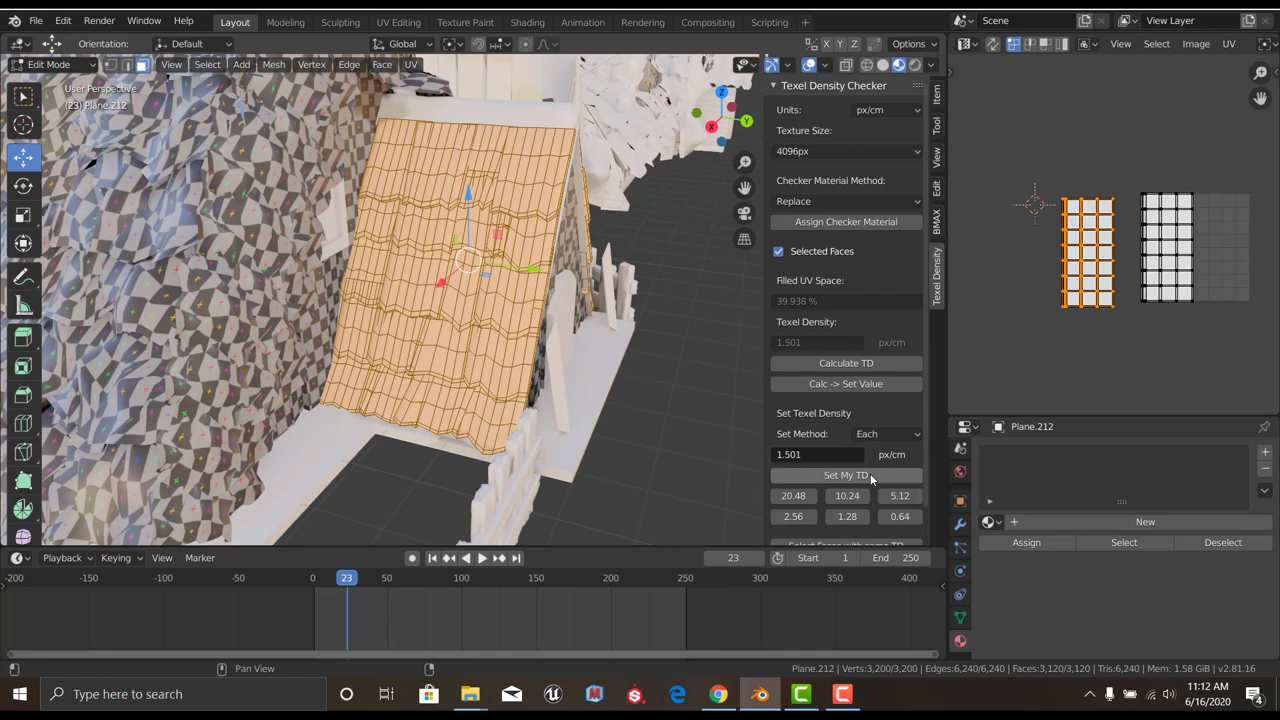 File Edit Render Window Help Layout Modeling Sculpting UV Editing Texture Paint Shading Animation Rendering Compositing Scripting + Scene View Layer
Orientation: Default Global X Y Z Options View Select Image UV
Edit Mode View Select Add Mesh Vertex Edge Face UV
User Perspective
(23) Plane.212
Z
Y
X
Texel Density Checker
Units: px/cm
Texture Size:
4096px
Checker Material Method:
Replace
Assign Checker Material
Selected Faces
Filled UV Space:
39.938 %
Texel Density:
1.501 px/cm
Calculate TD
Calc -> Set Value
Set Texel Density
Set Method: Each
1.501 px/cm
Set My TD
20.48 10.24 5.12
2.56 1.28 0.64
Select Faces with same TD
Item
Tool
View
Edit
BMAX
Texel Density
Plane.212
New
Assign Select Deselect
Playback Keying View Marker 23 Start 1 End 250
-200 -150 -100 -50 0 23 50 100 150 200 250 300 350 400
Pan View Plane.212 | Verts:3,200/3,200 | Edges:6,240/6,240 | Faces:3,120/3,120 | Tris:6,240 | Mem: 1.58 GiB | v2.81.16
Type here to search
11:12 AM
6/16/2020
4